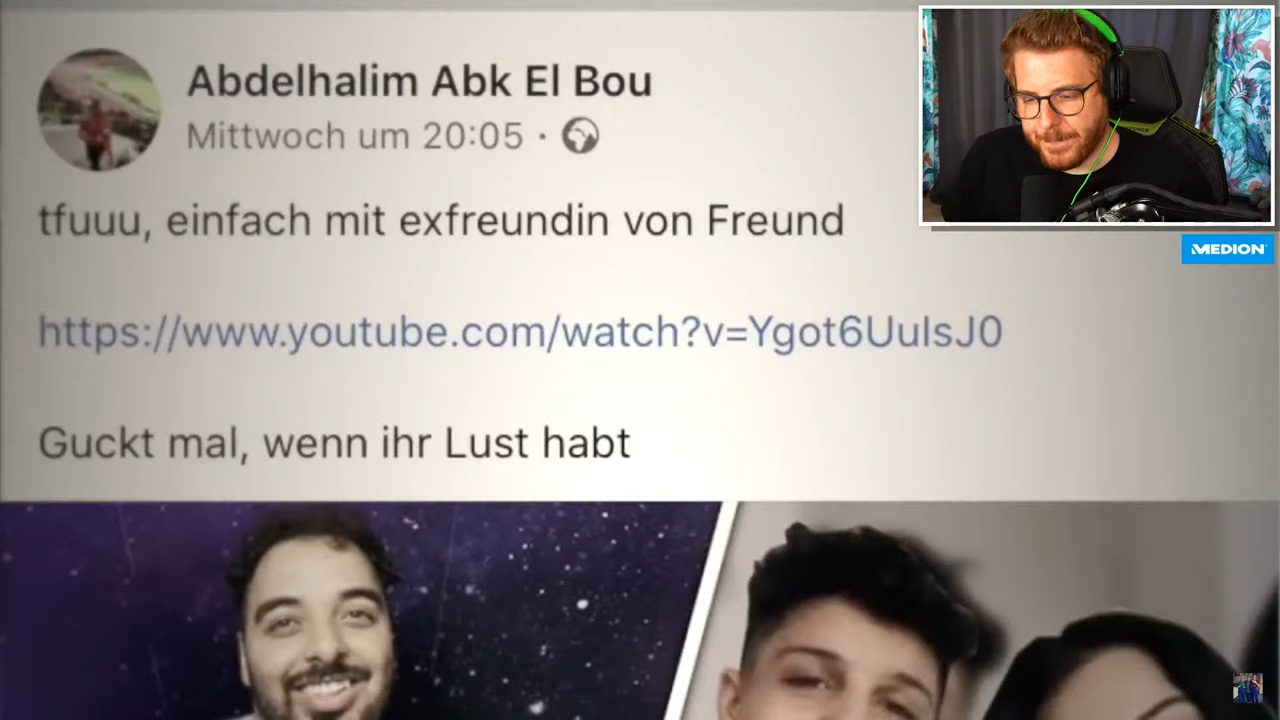 Abdelhalim Abk El Bou
Mittwoch um 20:05 ·
tfuuu, einfach mit exfreundin von Freund
https://www.youtube.com/watch?v=Ygot6UuIsJ0
Guckt mal, wenn ihr Lust habt
MEDION